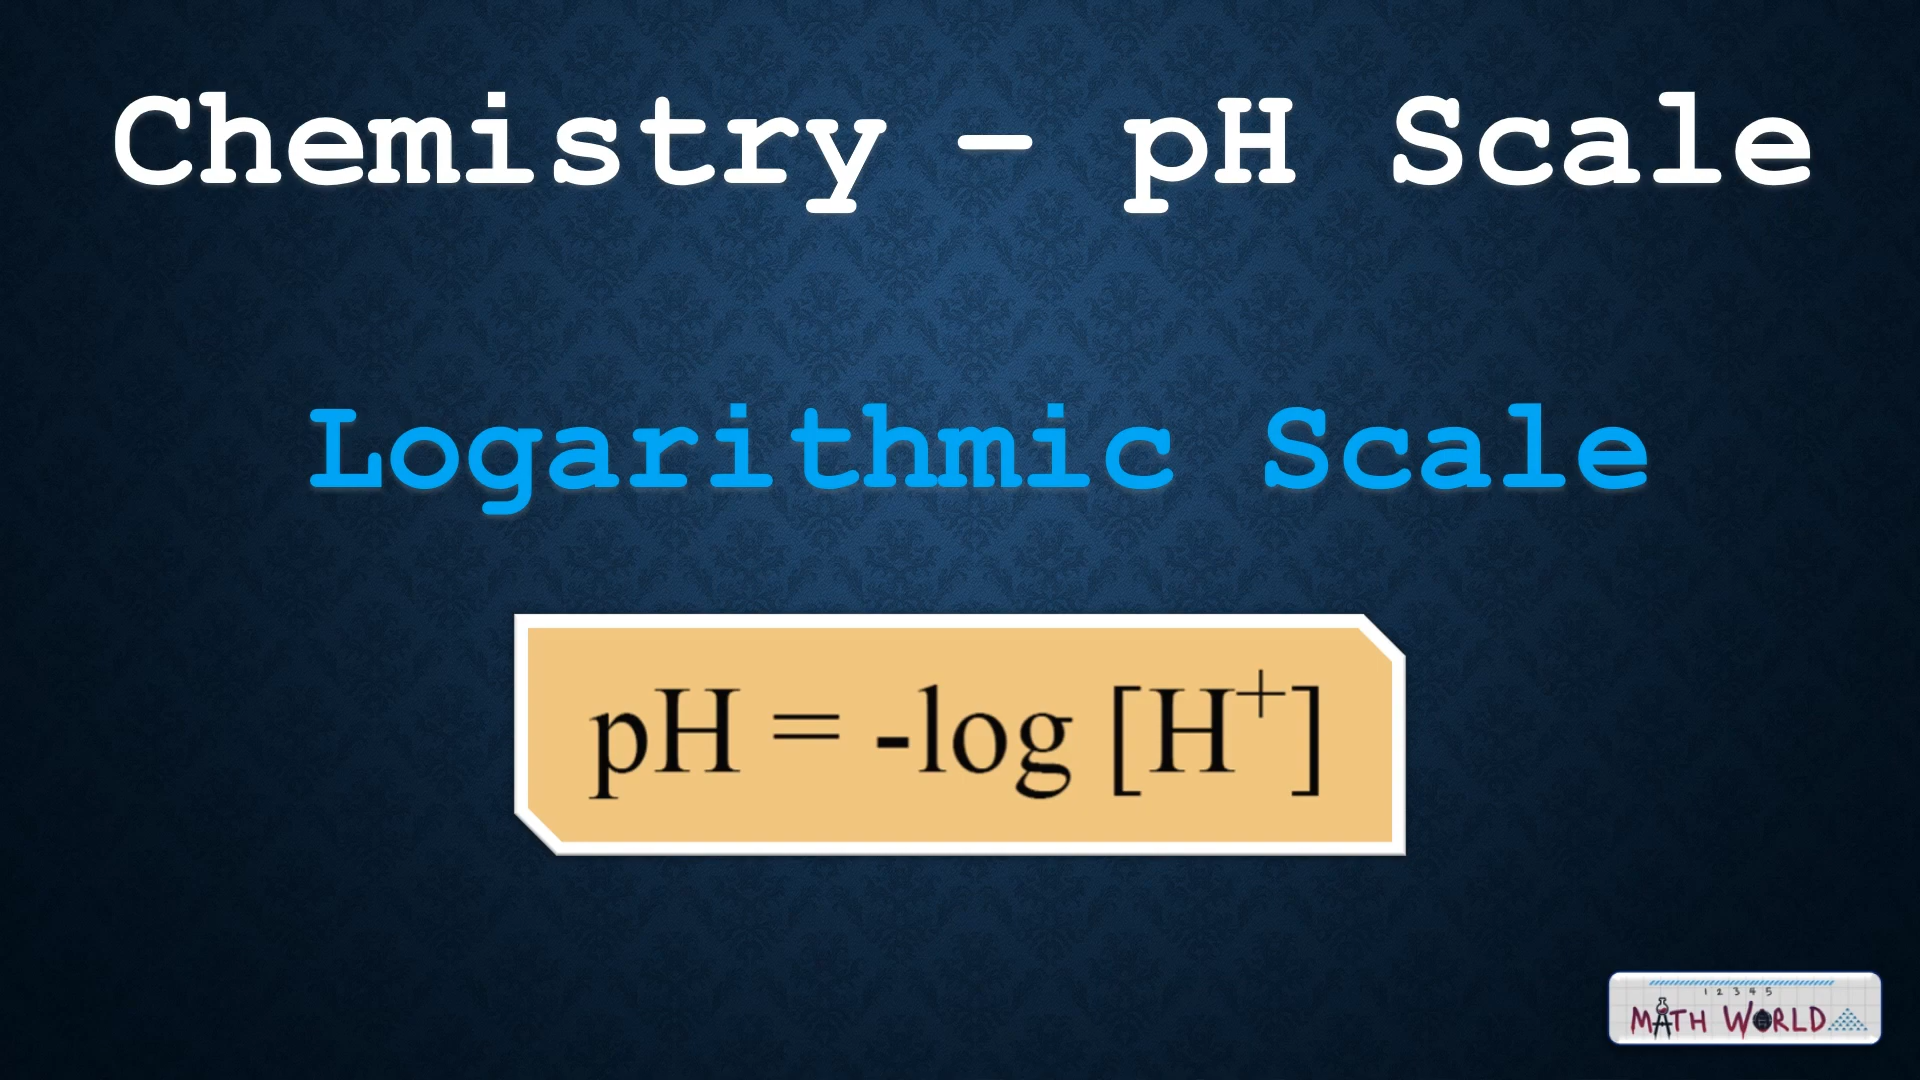 Chemistry – pH Scale
Logarithmic Scale
pH = -log [H⁺]
1 2 3 4 5
MATH WORLD